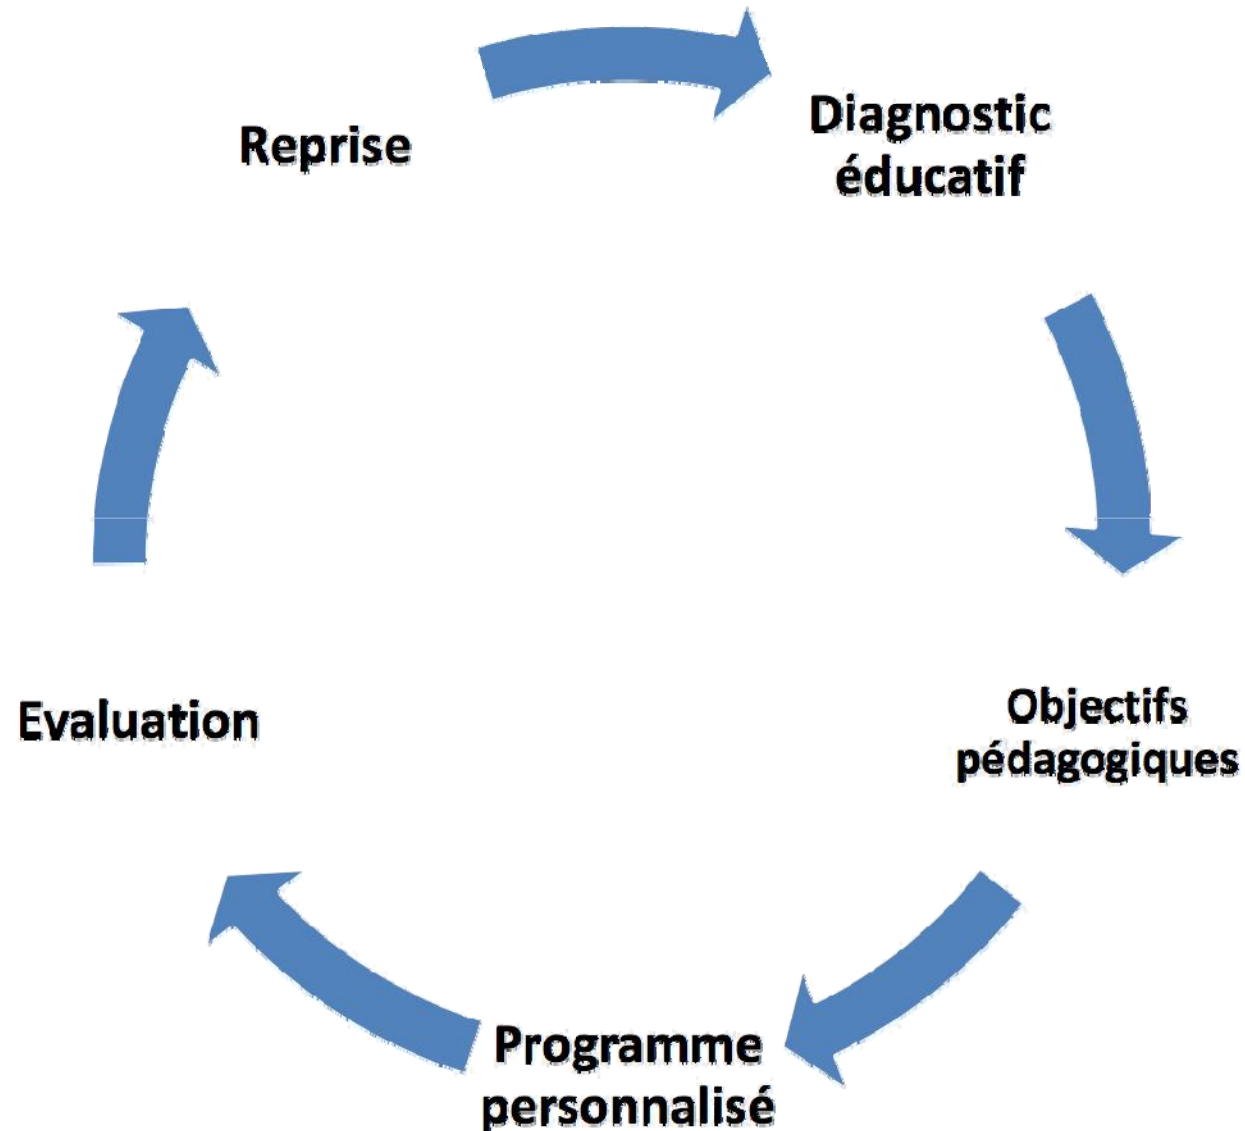 Reprise
Diagnostic
éducatif
Objectifs
pédagogiques
Programme
personnalisé
Evaluation